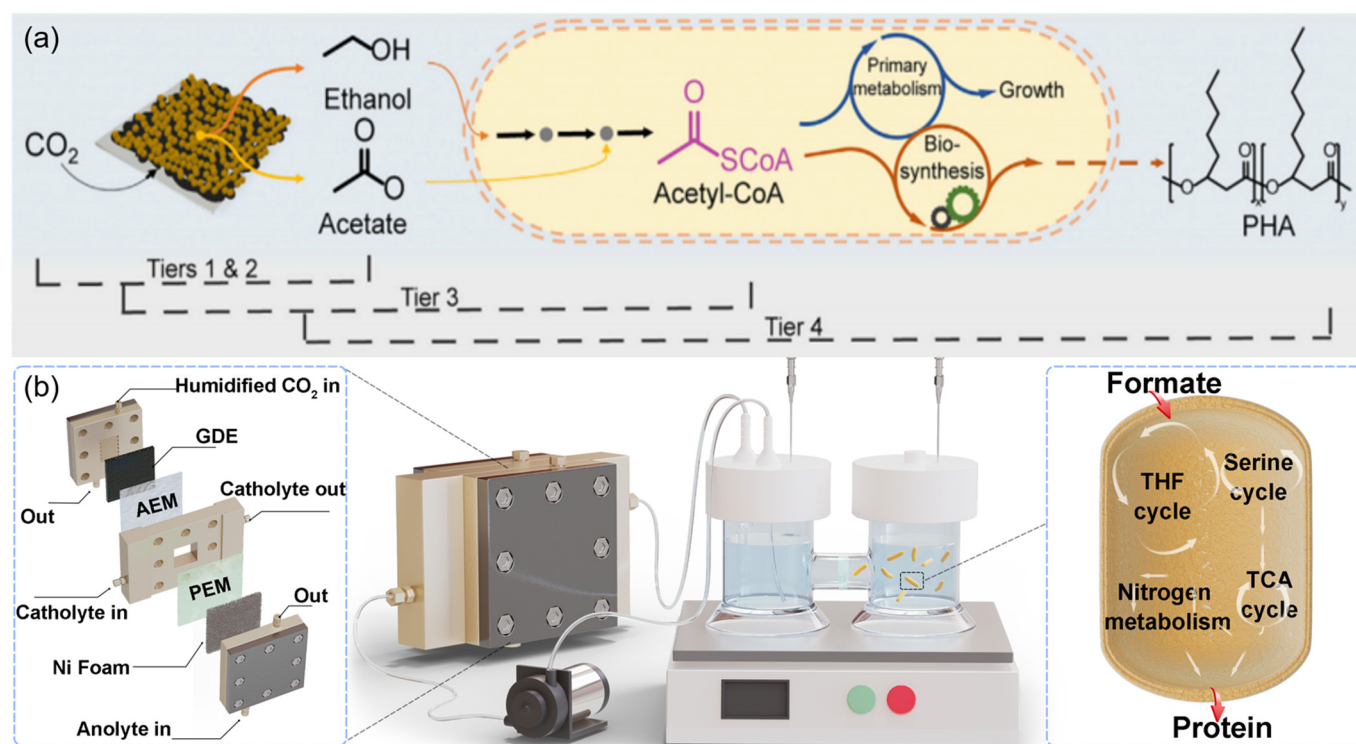 (a)
CO2
OH
Ethanol
O
O
Acetate
O
SCoA
Acetyl-CoA
Primary
metabolism
Growth
Bio-
synthesis
O
O
x
O
O
y
PHA
Tiers 1 & 2
Tier 3
Tier 4
(b)
Humidified CO2 in
GDE
AEM
Out
Catholyte out
Catholyte in
PEM
Out
Ni Foam
Anolyte in
Formate
THF
cycle
Serine
cycle
Nitrogen
metabolism
TCA
cycle
Protein